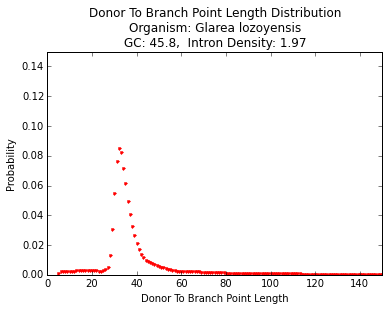 Donor To Branch Point Length Distribution
Organism: Glarea lozoyensis
GC: 45.8,  Intron Density: 1.97
0.14
0.12
0.10
0.08
0.06
0.04
0.02
0.00
Probability
0 20 40 60 80 100 120 140
Donor To Branch Point Length